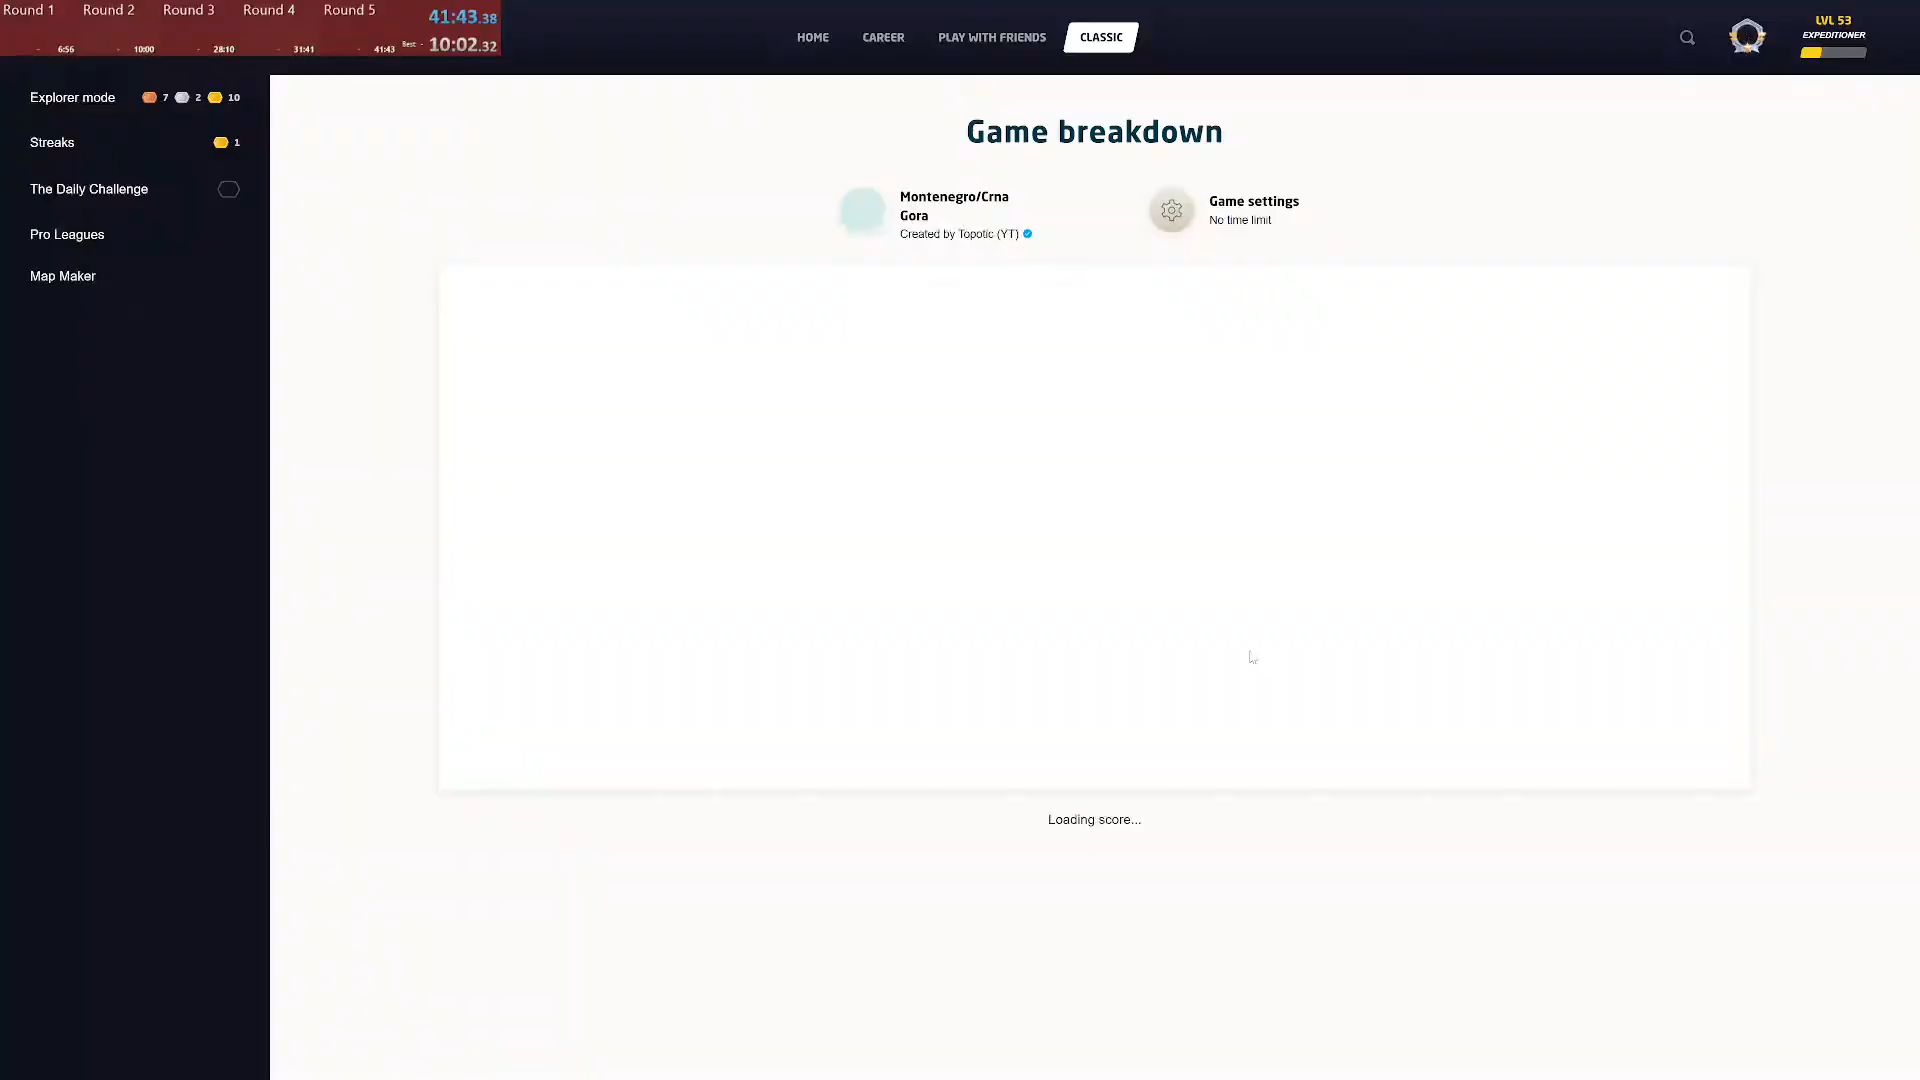 Round 1 Round 2 Round 3 Round 4 Round 5
41:43.38
- 6:56 - 10:00 - 28:10 - 31:41 - 41:43
Best - 10:02.32
HOME CAREER PLAY WITH FRIENDS CLASSIC
LVL 53
EXPEDITIONER
Explorer mode 7 2 10
Streaks 1
The Daily Challenge
Pro Leagues
Map Maker
Game breakdown
Montenegro/Crna
Gora
Created by Topotic (YT)
Game settings
No time limit
Loading score...